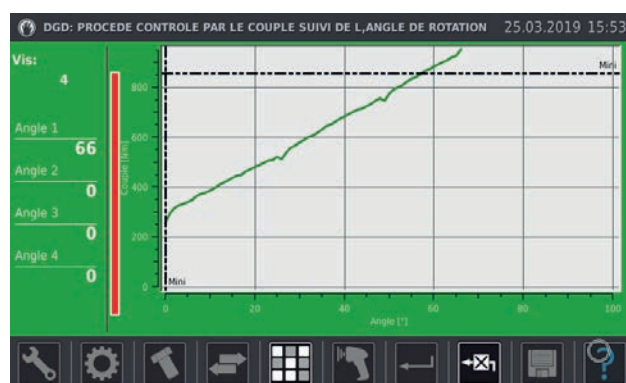 DGD: PROCEDE CONTROLE PAR LE COUPLE SUIVI DE L,ANGLE DE ROTATION 25.03.2019 15:53
Vis:
4
Angle 1
66
Angle 2
0
Angle 3
0
Angle 4
0
Couple [Nm]
800
600
400
200
0
Mini
Mini
0 20 40 60 80 100
Angle [°]